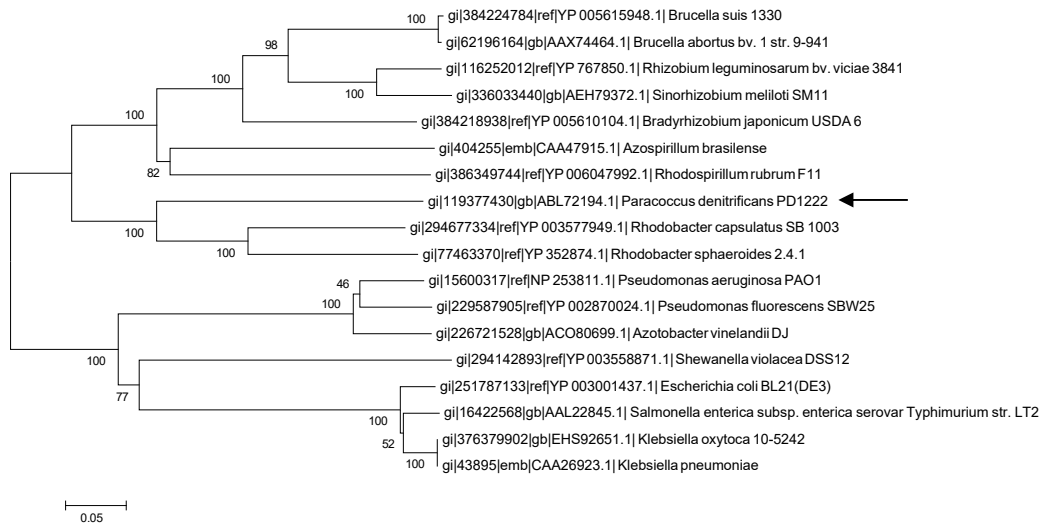 100
gi|384224784|ref|YP 005615948.1| Brucella suis 1330
gi|62196164|gb|AAX74464.1| Brucella abortus bv. 1 str. 9-941
98
gi|116252012|ref|YP 767850.1| Rhizobium leguminosarum bv. viciae 3841
100
100
gi|336033440|gb|AEH79372.1| Sinorhizobium meliloti SM11
100
gi|384218938|ref|YP 005610104.1| Bradyrhizobium japonicum USDA 6
gi|404255|emb|CAA47915.1| Azospirillum brasilense
82
gi|386349744|ref|YP 006047992.1| Rhodospirillum rubrum F11
gi|119377430|gb|ABL72194.1| Paracoccus denitrificans PD1222
100
gi|294677334|ref|YP 003577949.1| Rhodobacter capsulatus SB 1003
100
gi|77463370|ref|YP 352874.1| Rhodobacter sphaeroides 2.4.1
46
gi|15600317|ref|NP 253811.1| Pseudomonas aeruginosa PAO1
100
gi|229587905|ref|YP 002870024.1| Pseudomonas fluorescens SBW25
gi|226721528|gb|ACO80699.1| Azotobacter vinelandii DJ
100
gi|294142893|ref|YP 003558871.1| Shewanella violacea DSS12
77
gi|251787133|ref|YP 003001437.1| Escherichia coli BL21(DE3)
100
gi|16422568|gb|AAL22845.1| Salmonella enterica subsp. enterica serovar Typhimurium str. LT2
52
gi|376379902|gb|EHS92651.1| Klebsiella oxytoca 10-5242
100
gi|43895|emb|CAA26923.1| Klebsiella pneumoniae
0.05